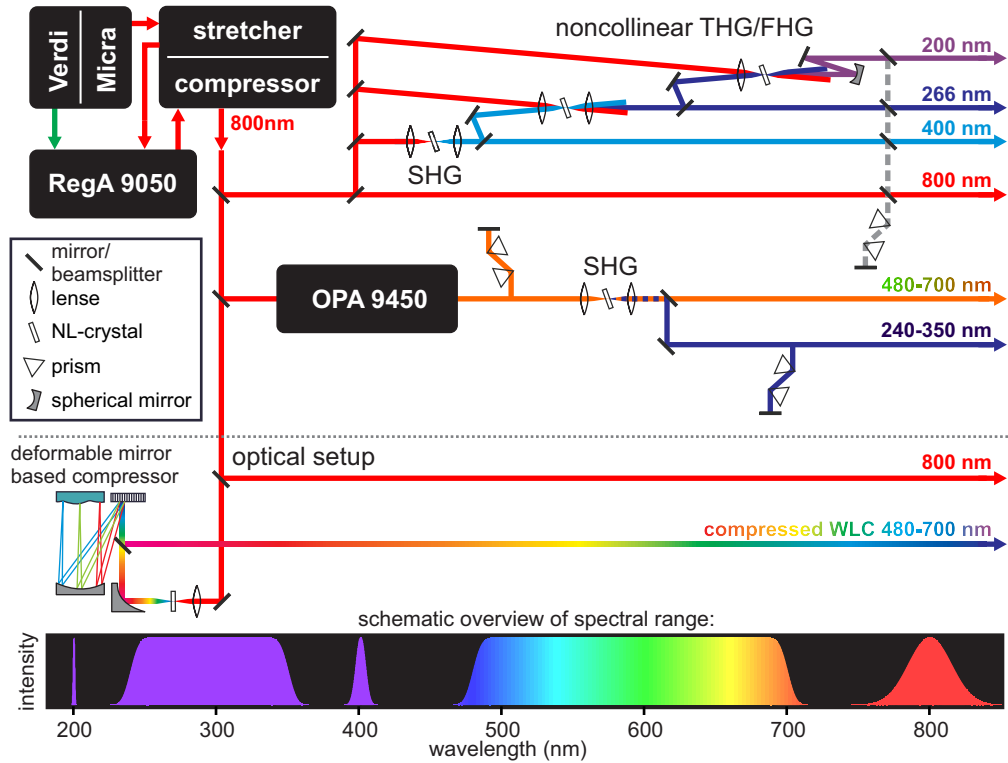 Verdi
Micra
stretcher
compressor
800nm
RegA 9050
noncollinear THG/FHG
200 nm
266 nm
400 nm
SHG
800 nm
mirror/
beamsplitter
lense
NL-crystal
prism
spherical mirror
OPA 9450
SHG
480-700 nm
240-350 nm
deformable mirror
based compressor
optical setup
800 nm
compressed WLC 480-700 nm
schematic overview of spectral range:
intensity
200 300 400 500 600 700 800
wavelength (nm)